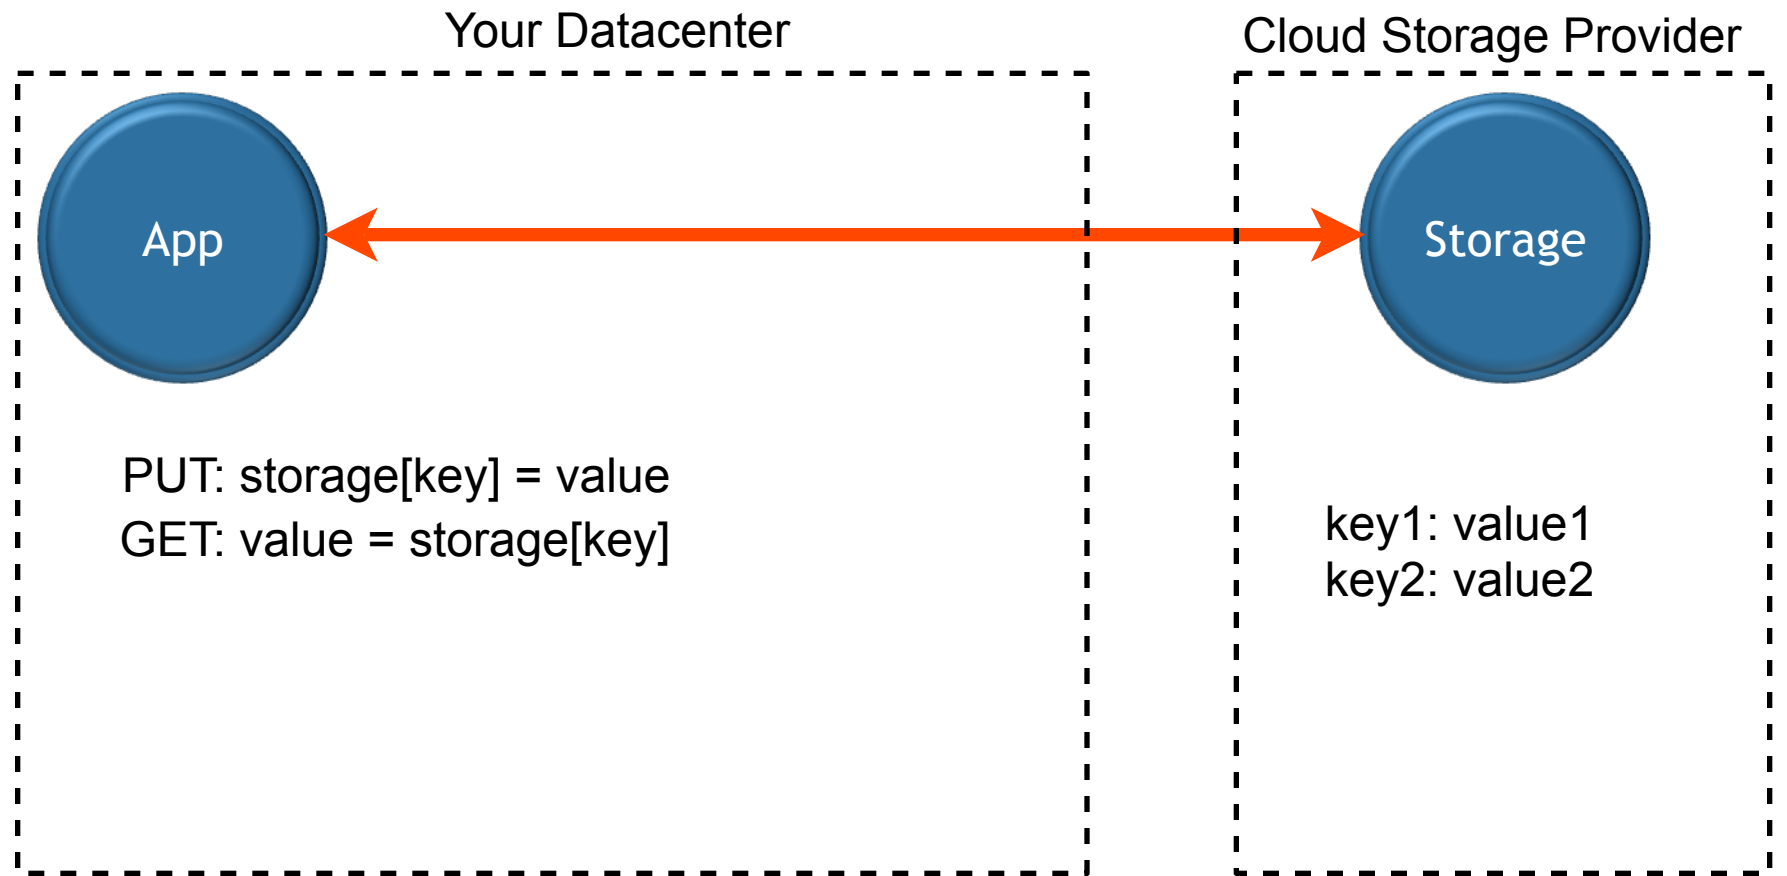 Your Datacenter
Cloud Storage Provider
App
Storage
PUT: storage[key] = value
GET: value = storage[key]
key1: value1
key2: value2